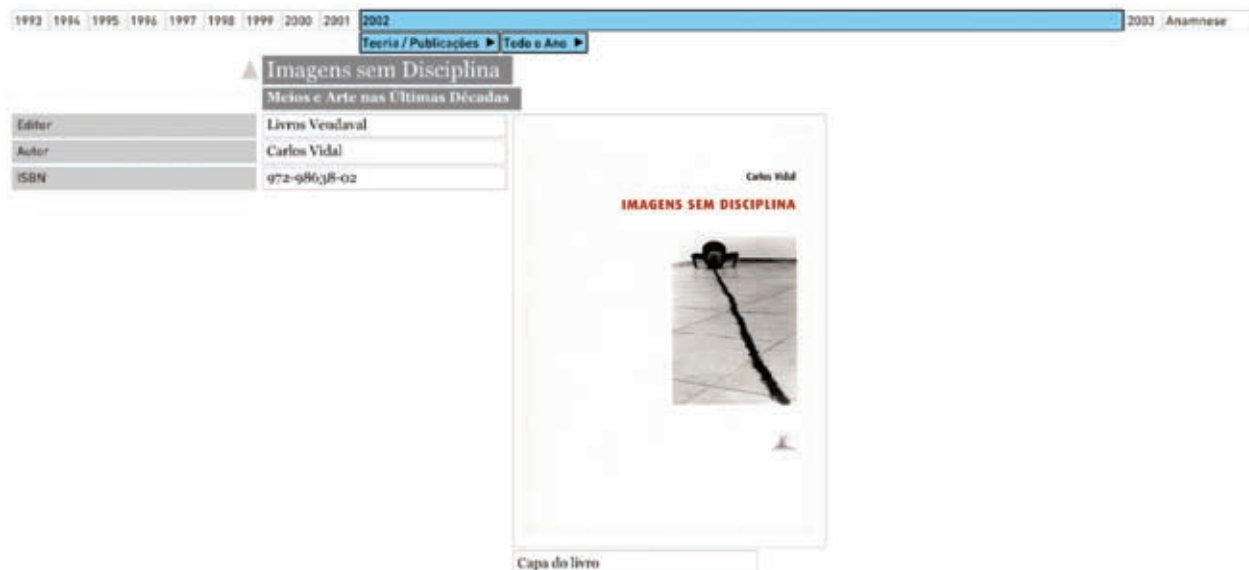 1993 1994 1995 1996 1997 1998 1999 2000 2001 2002 2003 Anamnese
Teoria / Publicações ▶ Todo o Ano ▶
Imagens sem Disciplina
Meios e Arte nas Últimas Décadas
Editor Livros Vendaval
Autor Carlos Vidal
ISBN 972-98638-02
Carlos Vidal
IMAGENS SEM DISCIPLINA
Capa do livro